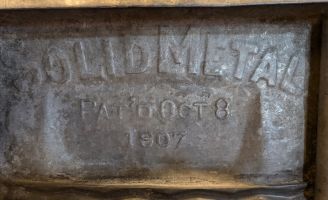 SOLID METAL
PAT'D OCT 8
1907